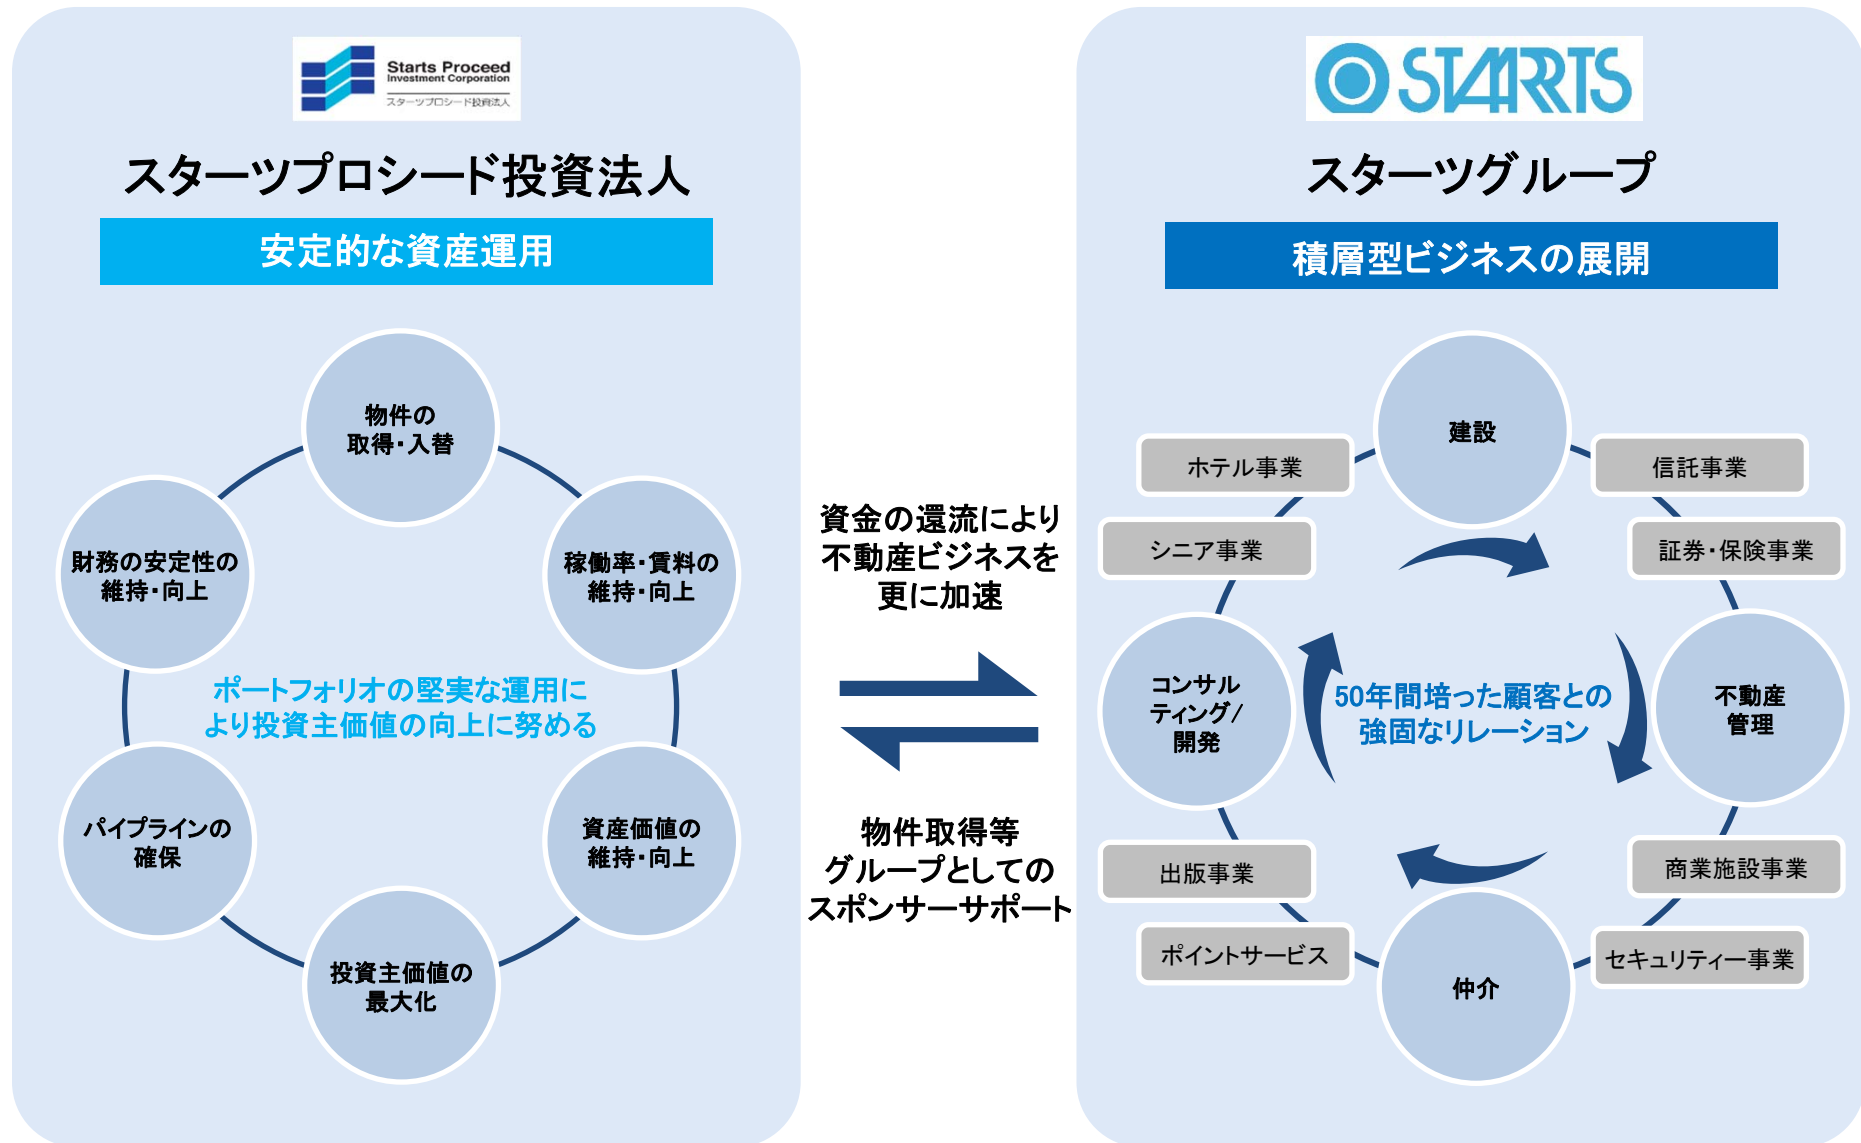 Starts Proceed
Investment Corporation
スターツプロシード投資法人
スターツプロシード投資法人
安定的な資産運用
物件の
取得・入替
財務の安定性の
維持・向上
稼働率・賃料の
維持・向上
ポートフォリオの堅実な運用に
より投資主価値の向上に努める
パイプラインの
確保
資産価値の
維持・向上
投資主価値の
最大化
資金の還流により
不動産ビジネスを
更に加速
物件取得等
グループとしての
スポンサーサポート
STARTS
スターツグループ
積層型ビジネスの展開
建設
ホテル事業
信託事業
シニア事業
証券・保険事業
コンサル
ティング/
開発
50年間培った顧客との
強固なリレーション
不動産
管理
出版事業
商業施設事業
ポイントサービス
セキュリティー事業
仲介